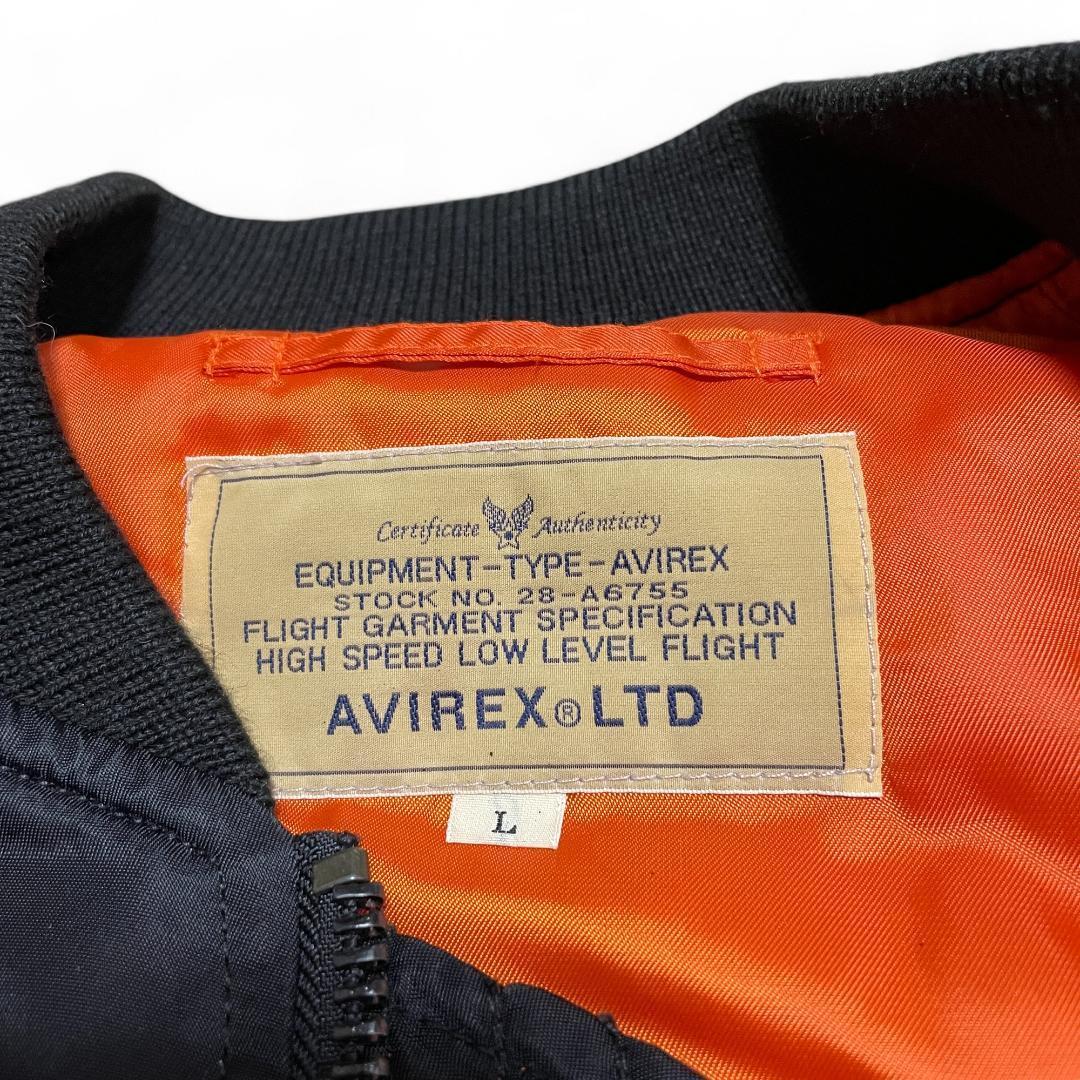 Certificate Authenticity
EQUIPMENT-TYPE-AVIREX
STOCK NO. 28-A6755
FLIGHT GARMENT SPECIFICATION
HIGH SPEED LOW LEVEL FLIGHT
AVIREX® LTD
L